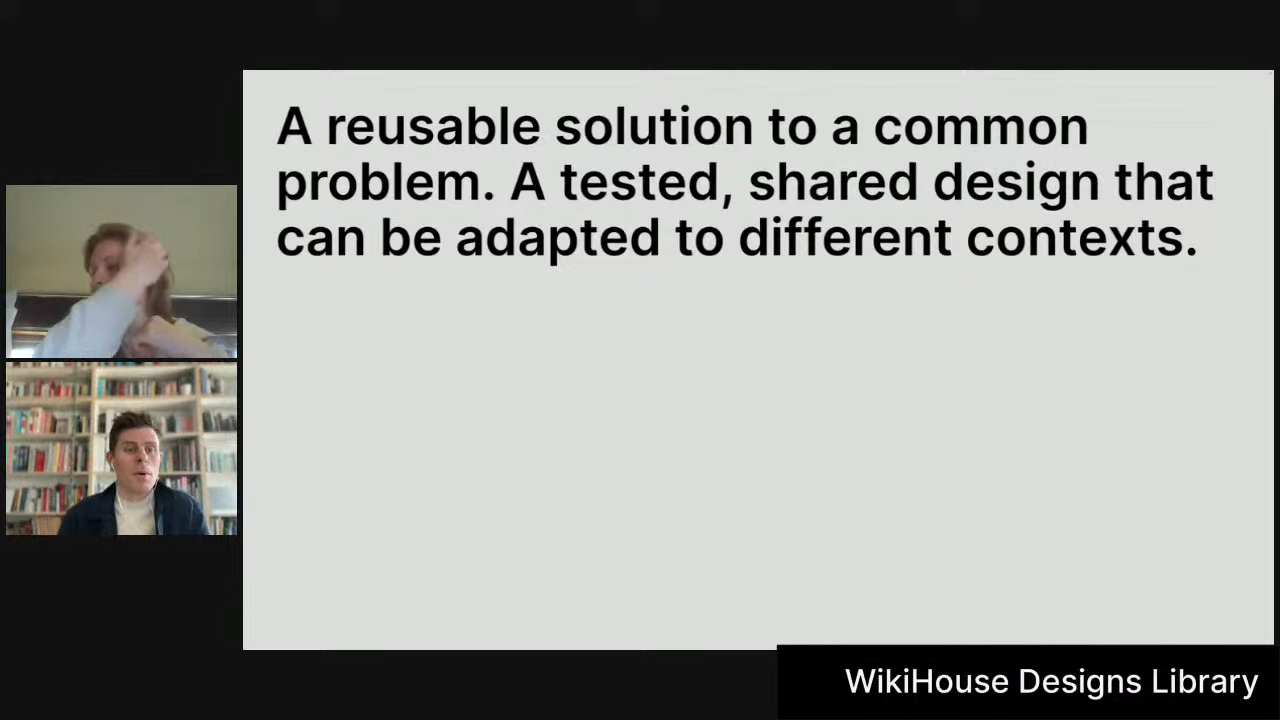 A reusable solution to a common
problem. A tested, shared design that
can be adapted to different contexts.
WikiHouse Designs Library